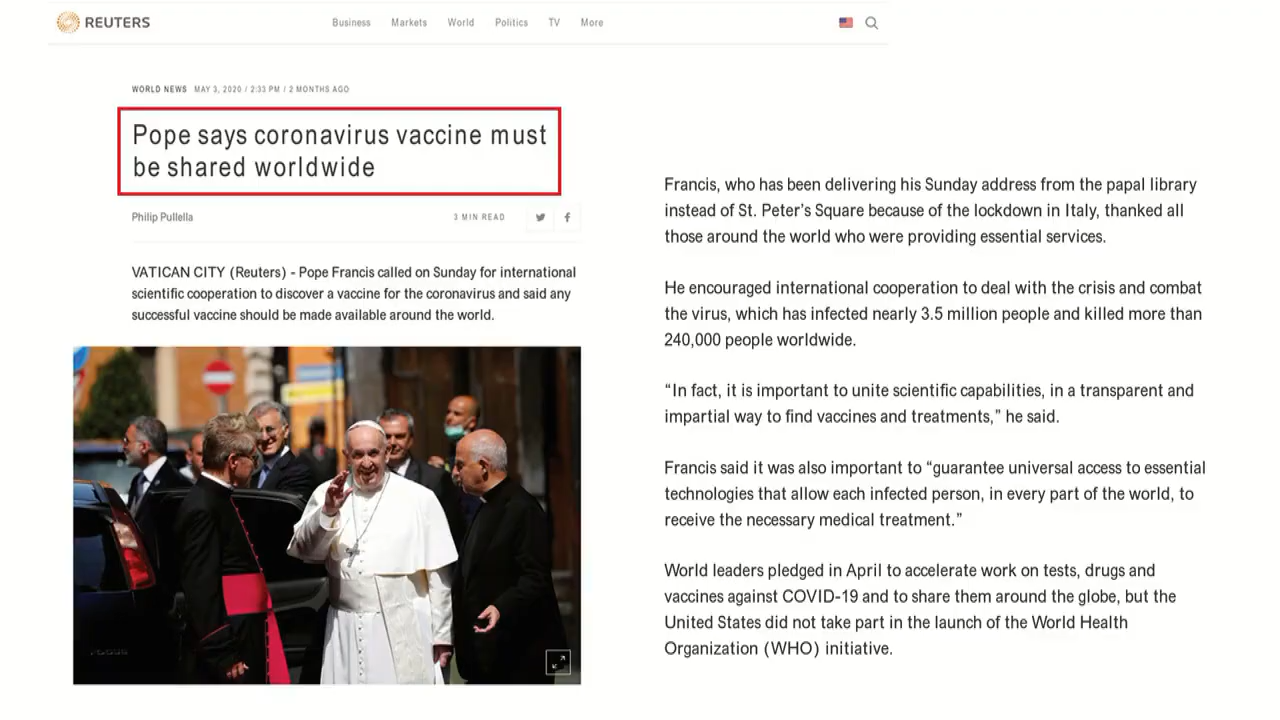 REUTERS
Business Markets World Politics TV More
WORLD NEWS MAY 3, 2020 / 2:33 PM / 2 MONTHS AGO
Pope says coronavirus vaccine must
be shared worldwide
Philip Pullella
3 MIN READ
VATICAN CITY (Reuters) - Pope Francis called on Sunday for international
scientific cooperation to discover a vaccine for the coronavirus and said any
successful vaccine should be made available around the world.
Francis, who has been delivering his Sunday address from the papal library
instead of St. Peter’s Square because of the lockdown in Italy, thanked all
those around the world who were providing essential services.
He encouraged international cooperation to deal with the crisis and combat
the virus, which has infected nearly 3.5 million people and killed more than
240,000 people worldwide.
“In fact, it is important to unite scientific capabilities, in a transparent and
impartial way to find vaccines and treatments,” he said.
Francis said it was also important to “guarantee universal access to essential
technologies that allow each infected person, in every part of the world, to
receive the necessary medical treatment.”
World leaders pledged in April to accelerate work on tests, drugs and
vaccines against COVID-19 and to share them around the globe, but the
United States did not take part in the launch of the World Health
Organization (WHO) initiative.